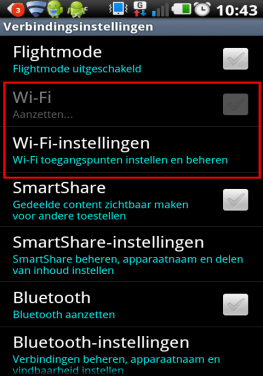 3 G 10:43
Verbindingsinstellingen
Flightmode
Flightmode uitgeschakeld
Wi-Fi
Aanzetten...
Wi-Fi-instellingen
Wi-Fi toegangspunten instellen en beheren
SmartShare
Gedeelde content zichtbaar maken
voor andere toestellen
SmartShare-instellingen
SmartShare beheren, apparaatnaam en delen
van inhoud instellen
Bluetooth
Bluetooth aanzetten
Bluetooth-instellingen
Verbindingen beheren, apparaatnaam en
vindbaarheid instellen